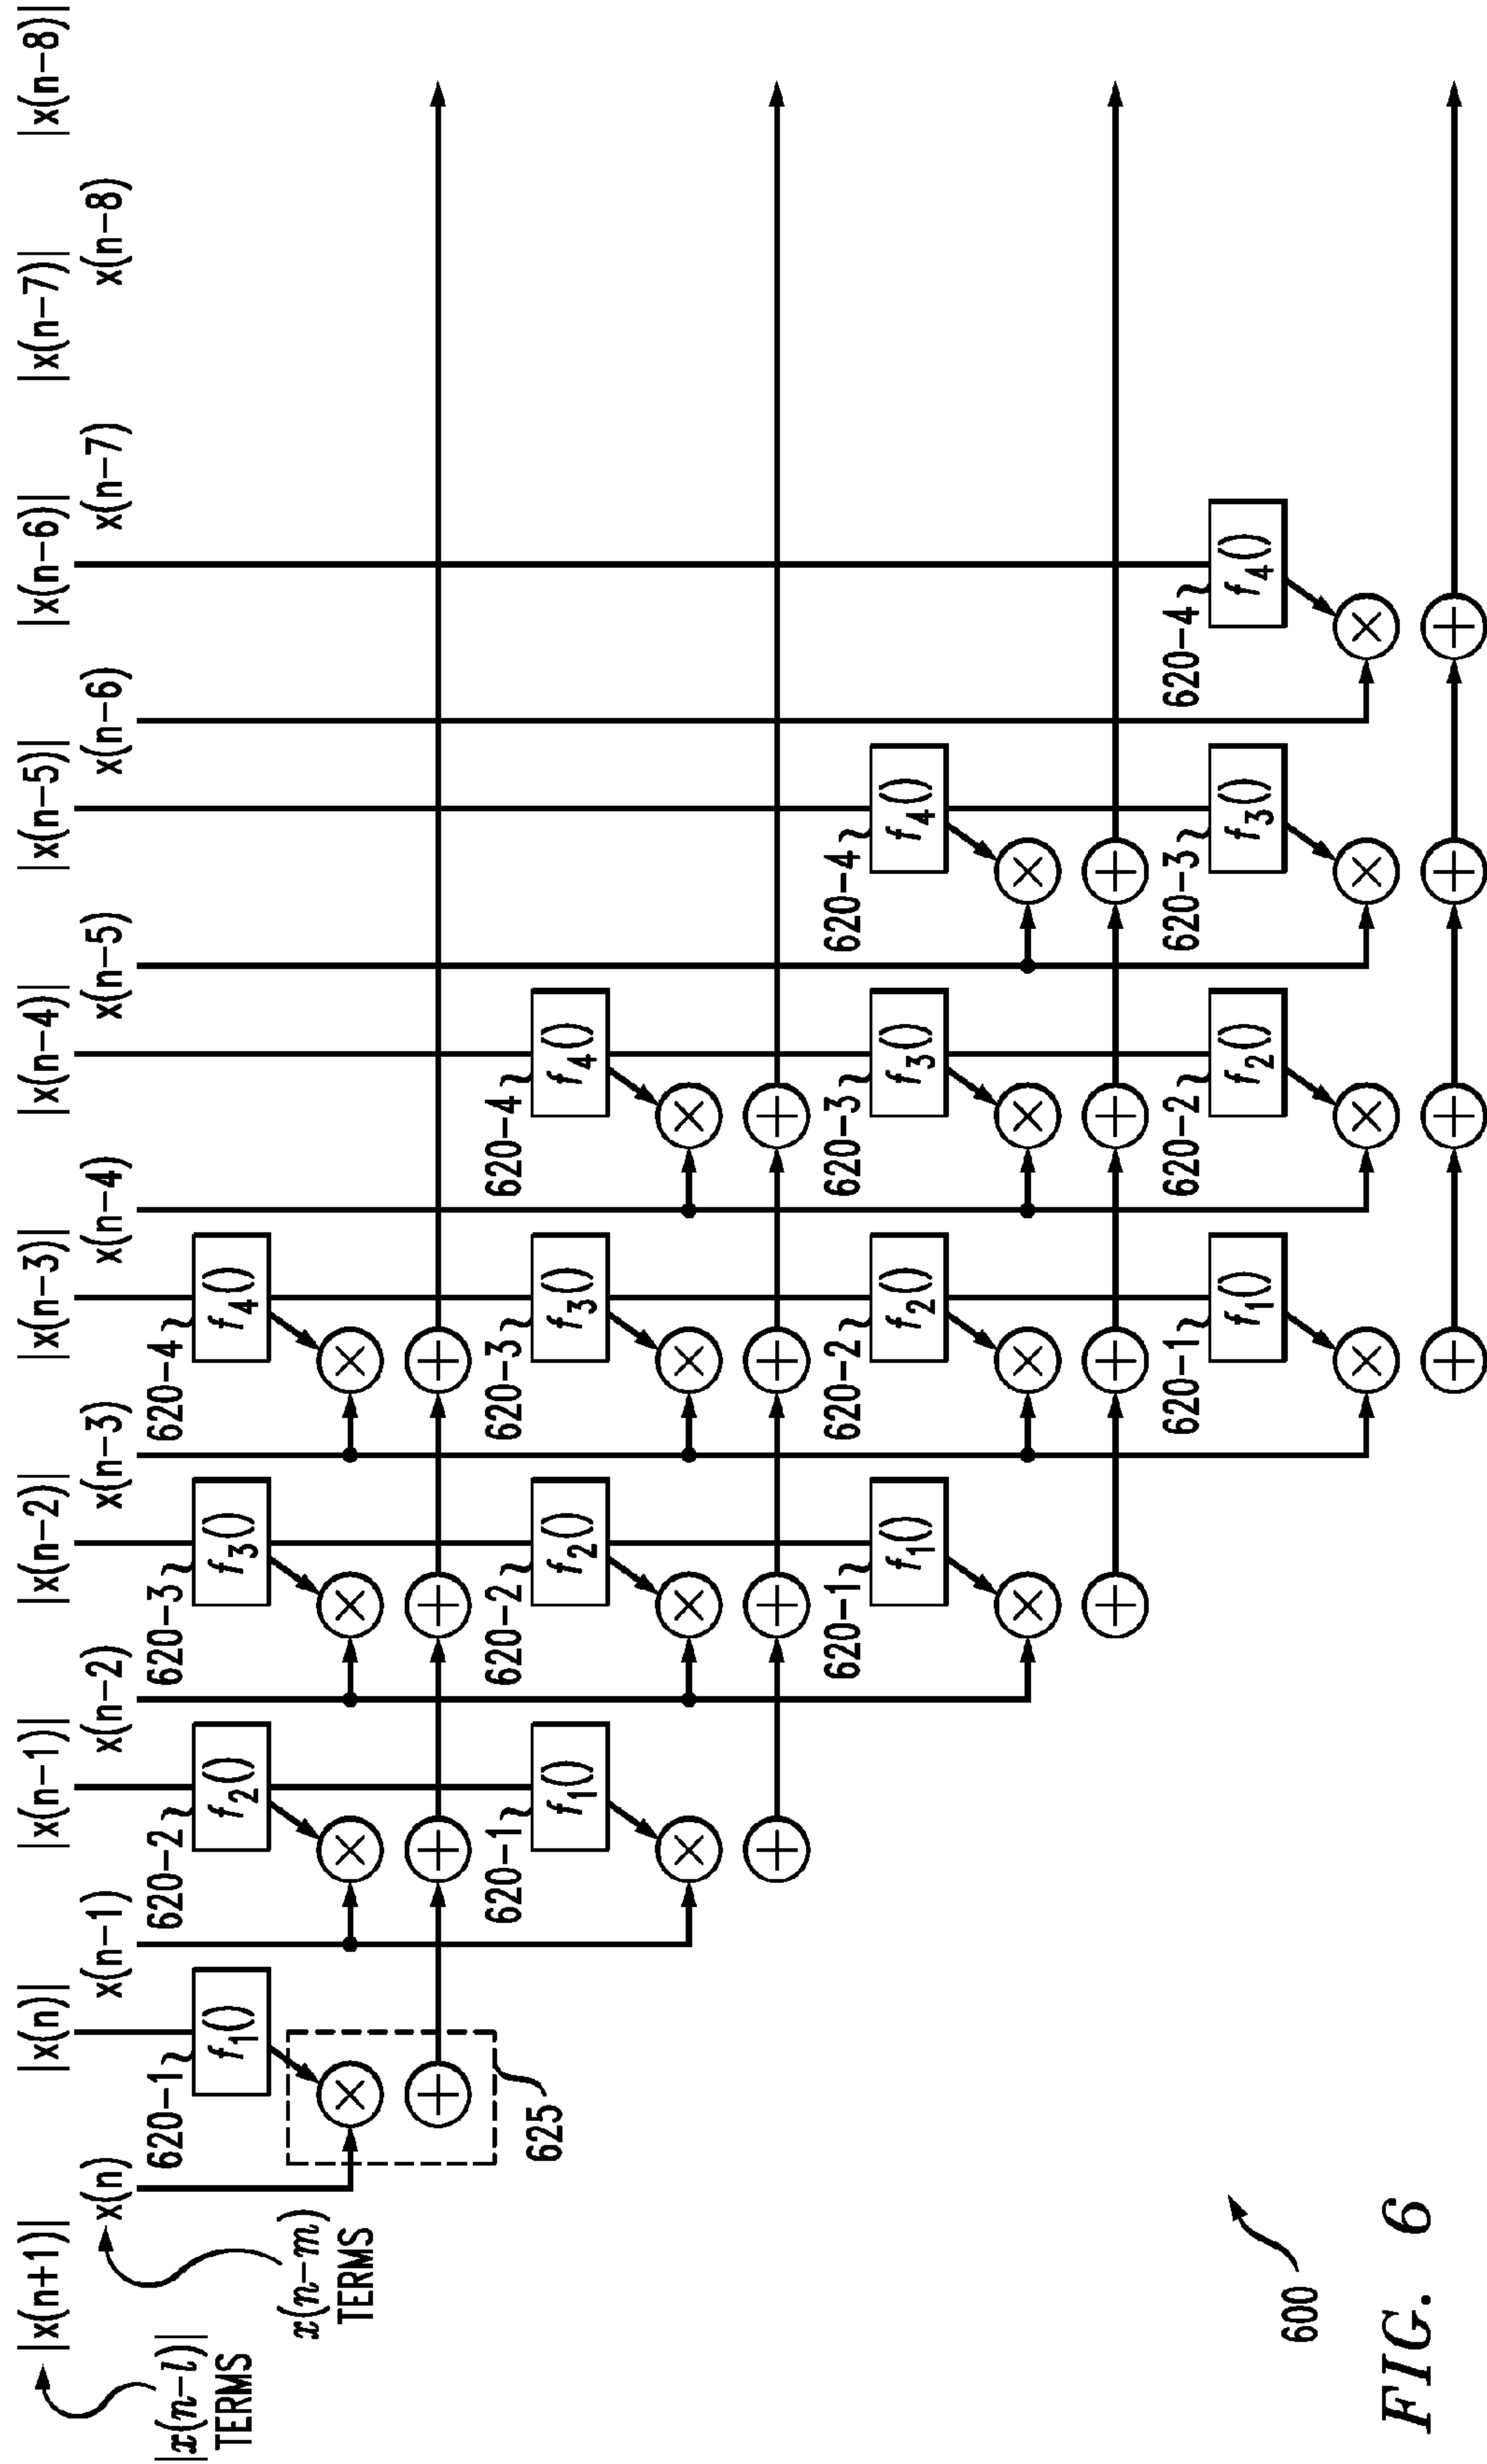 |x(n+1)| |x(n)| |x(n-1)| |x(n-2)| |x(n-3)| |x(n-4)| |x(n-5)| |x(n-6)| |x(n-7)| |x(n-8)|
x(n) x(n-1) x(n-2) x(n-3) x(n-4) x(n-5) x(n-6) x(n-7) x(n-8)
|x(n-l)|
TERMS
x(n-m)
TERMS
620-1 620-2 620-3 620-4
f1() f2() f3() f4()
625
620-1 620-2 620-3 620-4
f1() f2() f3() f4()
620-1 620-2 620-3 620-4
f1() f2() f3() f4()
620-1 620-2 620-3 620-4
f1() f2() f3() f4()
600
FIG. 6